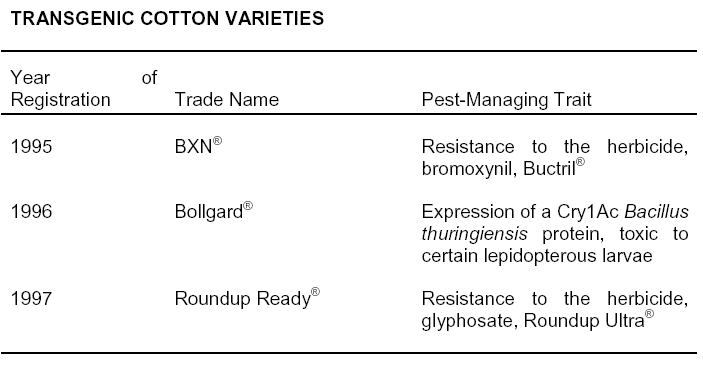 TRANSGENIC COTTON VARIETIES
Year of
Registration Trade Name Pest-Managing Trait
1995 BXN® Resistance to the herbicide,
bromoxynil, Buctril®
1996 Bollgard® Expression of a Cry1Ac Bacillus
thuringiensis protein, toxic to
certain lepidopterous larvae
1997 Roundup Ready® Resistance to the herbicide,
glyphosate, Roundup Ultra®